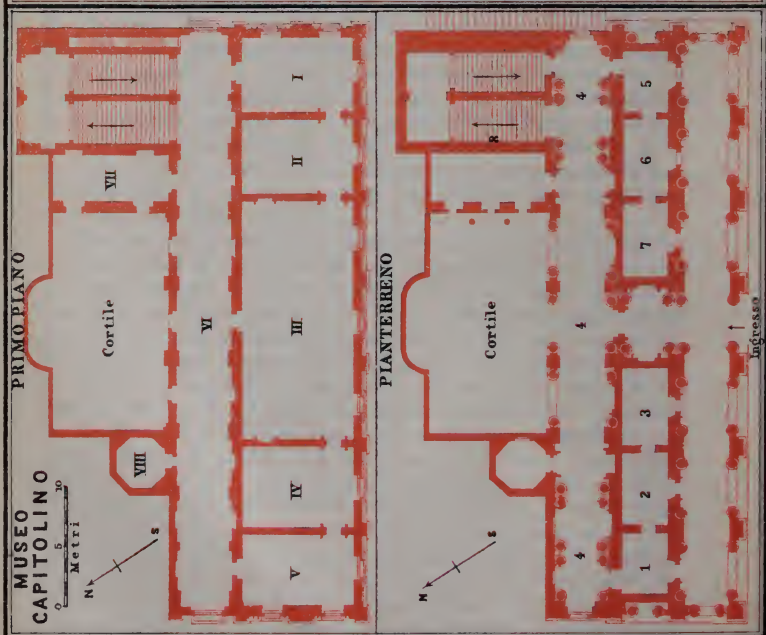 MUSEO
CAPITOLINO
0 5 10
Metri
N
S
PRIMO PIANO
Cortile
VII
VIII
VI
I
II
III
IV
V
PIANTERRENO
N
S
Cortile
8
4
4
4
5
6
7
3
2
1
Ingresso